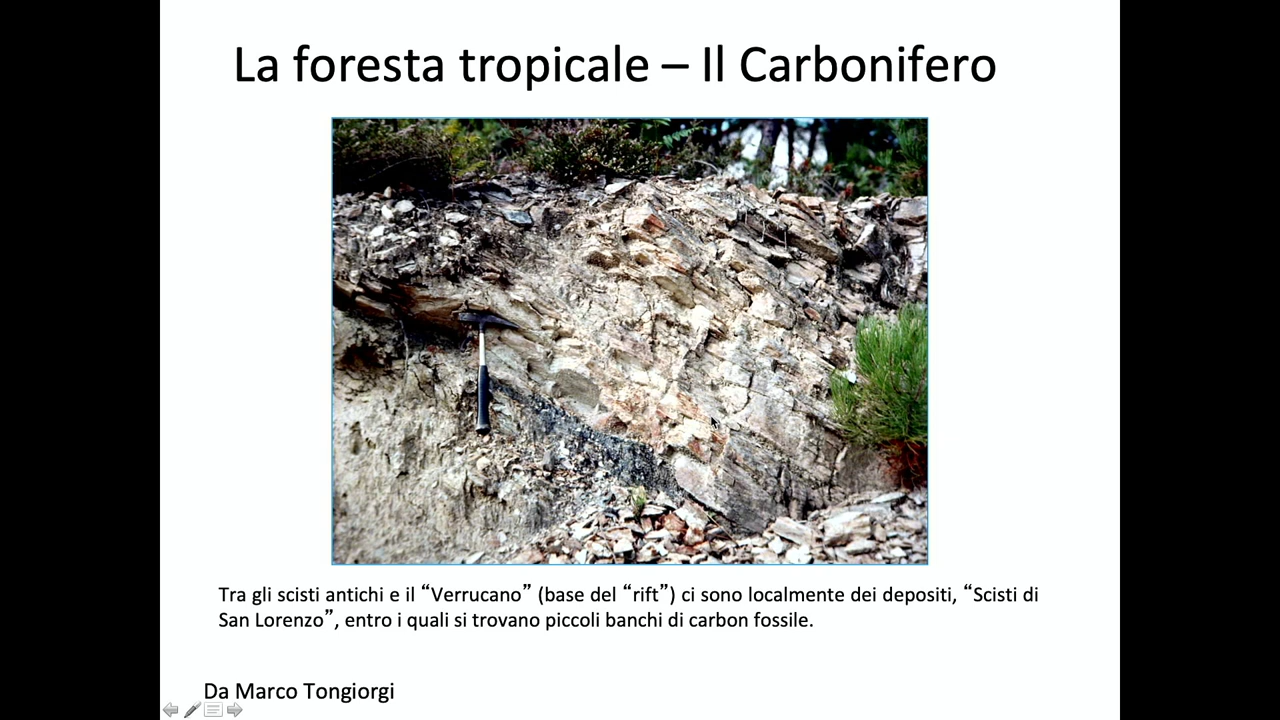 La foresta tropicale – Il Carbonifero
Tra gli scisti antichi e il “Verrucano” (base del “rift”) ci sono localmente dei depositi, “Scisti di
San Lorenzo”, entro i quali si trovano piccoli banchi di carbon fossile.
Da Marco Tongiorgi